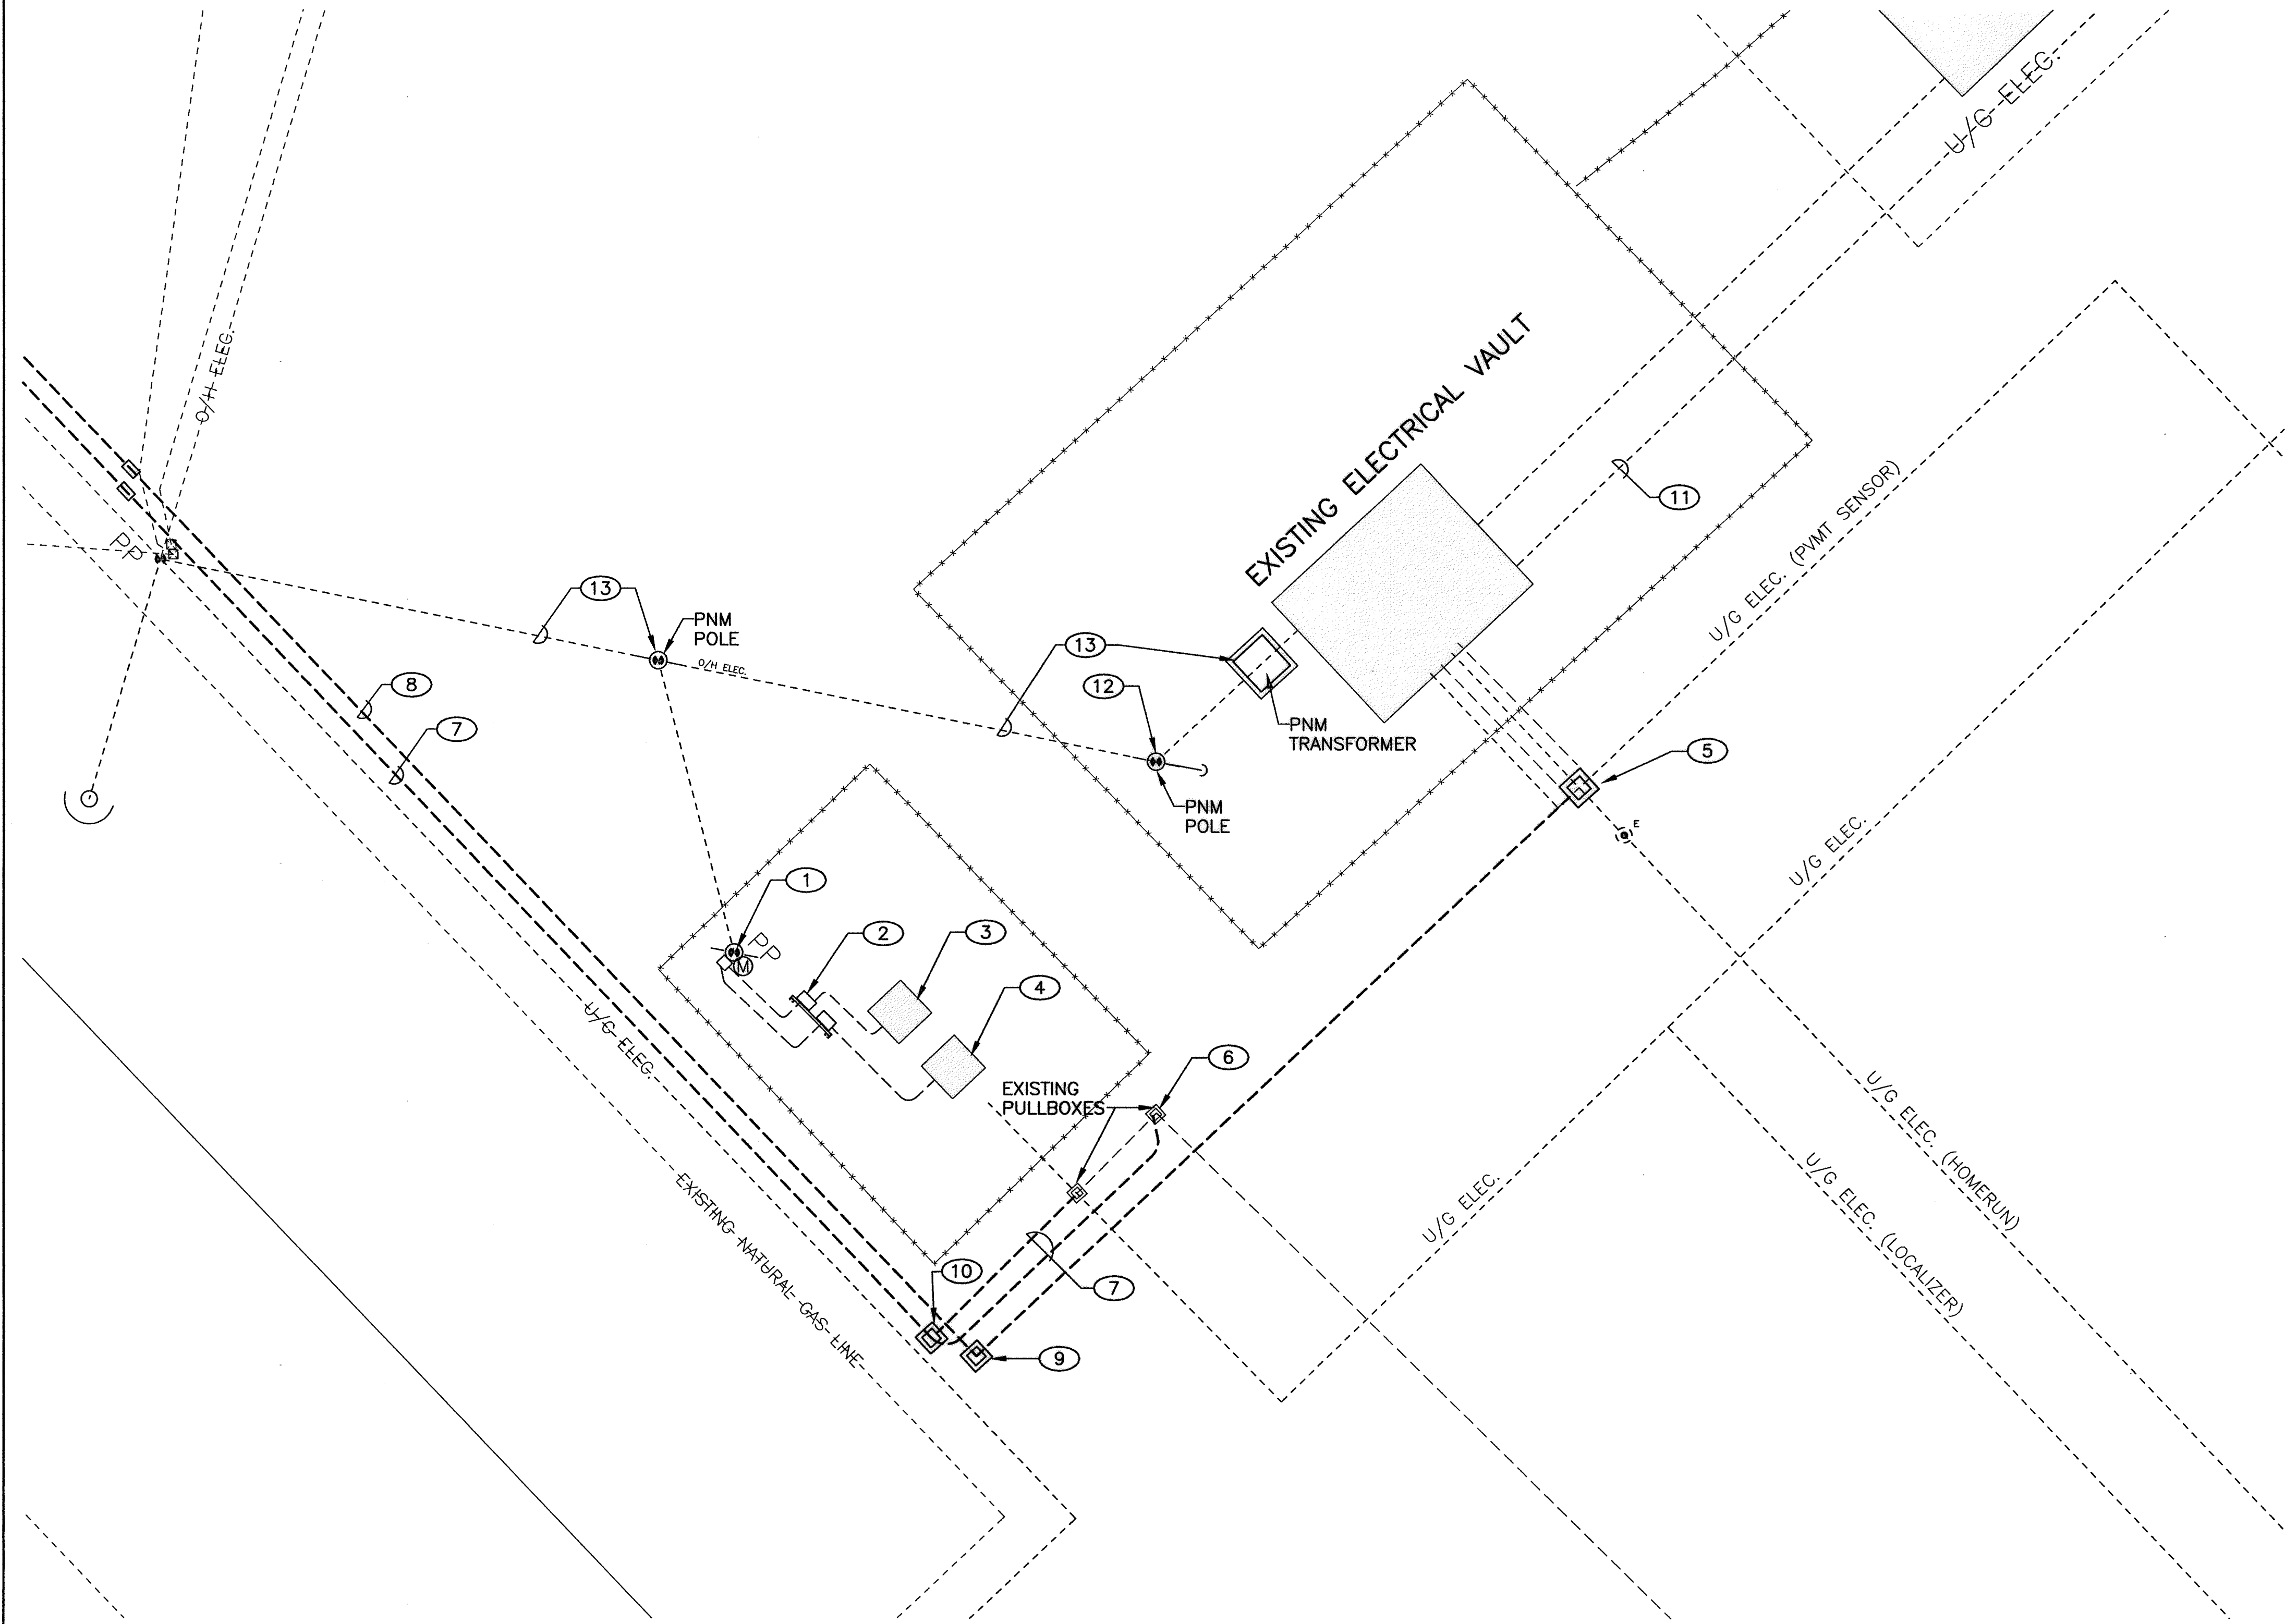 U/G ELEC.
O/H ELEC.
EXISTING ELECTRICAL VAULT
11
U/G ELEC. (PVMT SENSOR)
PP
13
PNM
POLE
O/H ELEC.
13
8
12
7
PNM
TRANSFORMER
5
PNM
POLE
E
U/G ELEC.
1
PP
M
2
3
4
U/G ELEC.
6
EXISTING
PULLBOXES
U/G ELEC. (HOMERUN)
U/G ELEC. (LOCALIZER)
U/G ELEC.
EXISTING NATURAL GAS LINE
10
7
9